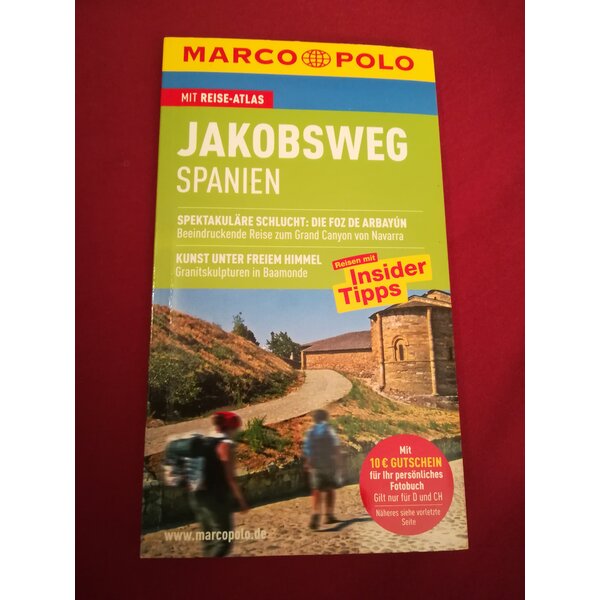 MARCO POLO
MIT REISE-ATLAS
JAKOBSWEG
SPANIEN
SPEKTAKULÄRE SCHLUCHT: DIE FOZ DE ARBAYÚN
Beeindruckende Reise zum Grand Canyon von Navarra
KUNST UNTER FREIEM HIMMEL
Granitskulpturen in Baamonde
Reisen mit
Insider
Tipps
Mit
10 € GUTSCHEIN
für Ihr persönliches
Fotobuch
Gilt nur für D und CH
Näheres siehe vorletzte
Seite
www.marcopolo.de